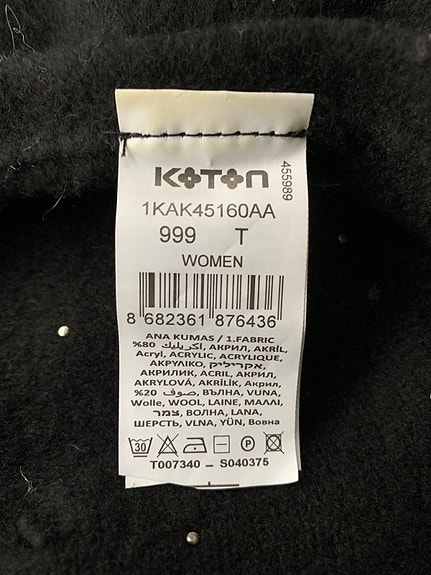 KOTON
455989
1KAK45160AA
999 T
WOMEN
8 682361 876436
ANA KUMAS / 1.FABRIC
%80 اكريليك, АКРИЛ, AKRİL,
Acryl, ACRYLIC, ACRYLIQUE,
ΑΚΡΥΛΙΚΟ, אקריליק,
АКРИЛИК, ACRIL, АКРИЛ,
AKRYLOVÁ, AKRİLİK, Акрил,
%20 صوف, ВЪЛНА, VUNA,
Wolle, WOOL, LAINE, ΜΑΛΛΙ,
צמר, ВОЛНА, LANA,
ШЕРСТЬ, VLNA, YÜN, Вовна
30 P
T007340 – S040375